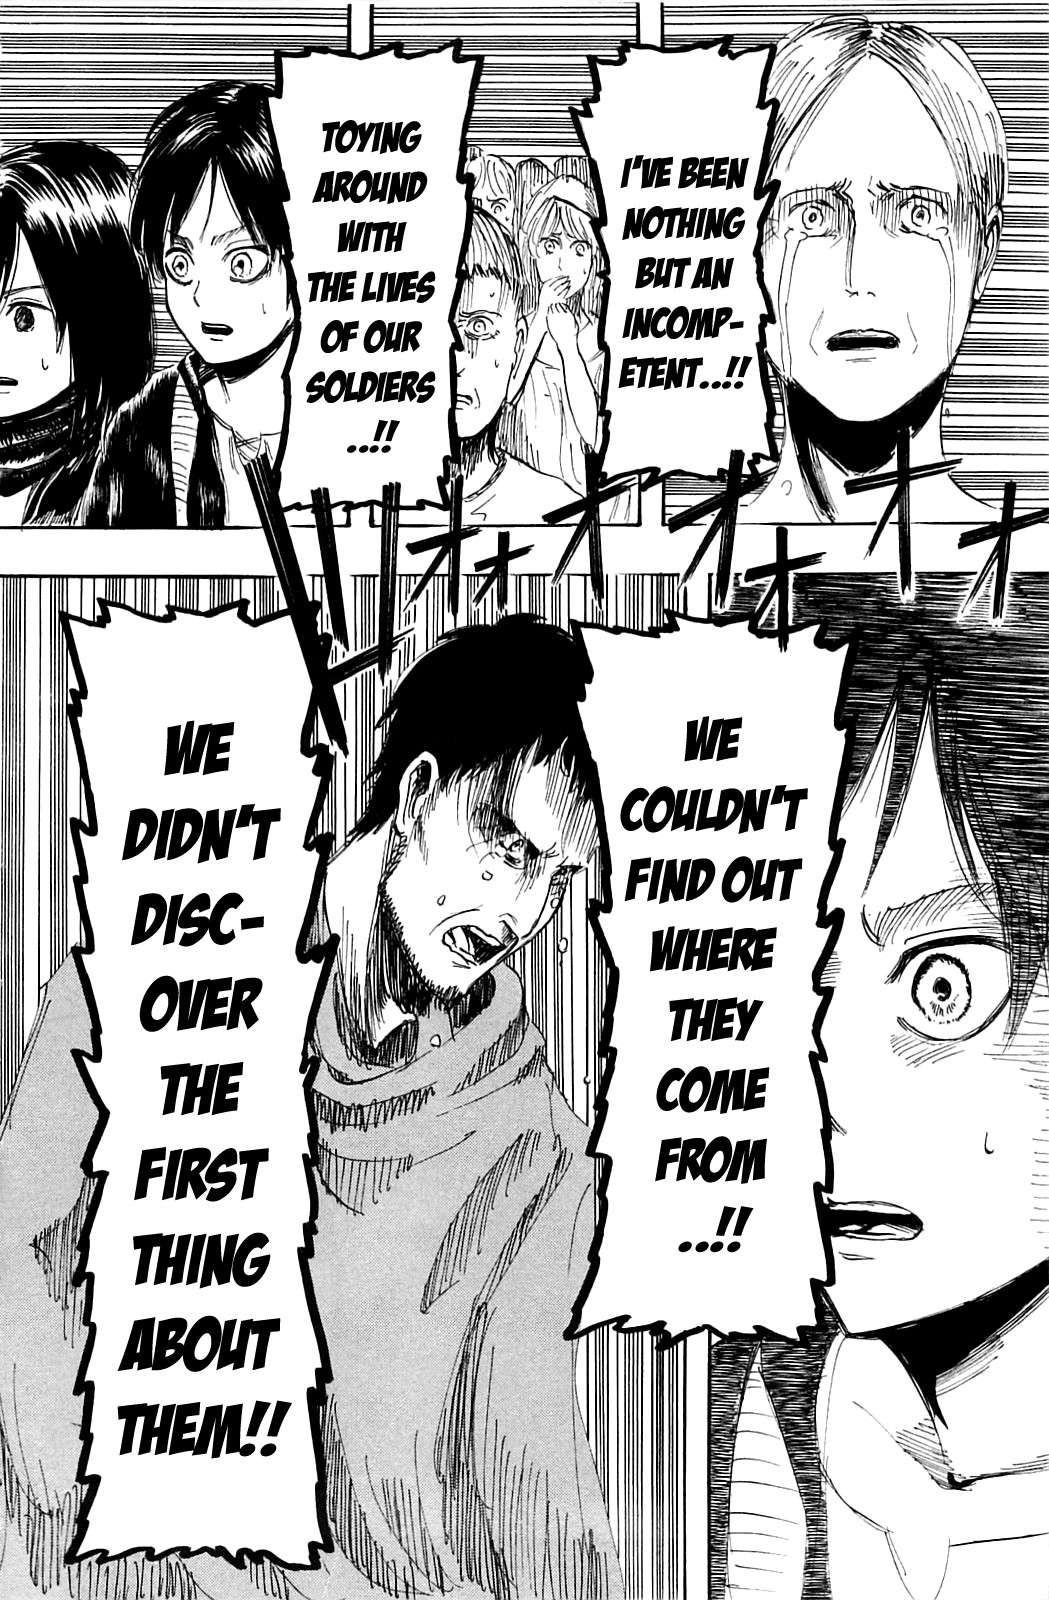 I'VE BEEN
NOTHING
BUT AN
INCOMP-
ETENT...!!
TOYING
AROUND
WITH
THE LIVES
OF OUR
SOLDIERS
...!!
オオオオオオオオ
WE
COULDN'T
FIND OUT
WHERE
THEY
COME
FROM
...!!
WE
DIDN'T
DISC-
OVER
THE
FIRST
THING
ABOUT
THEM!!